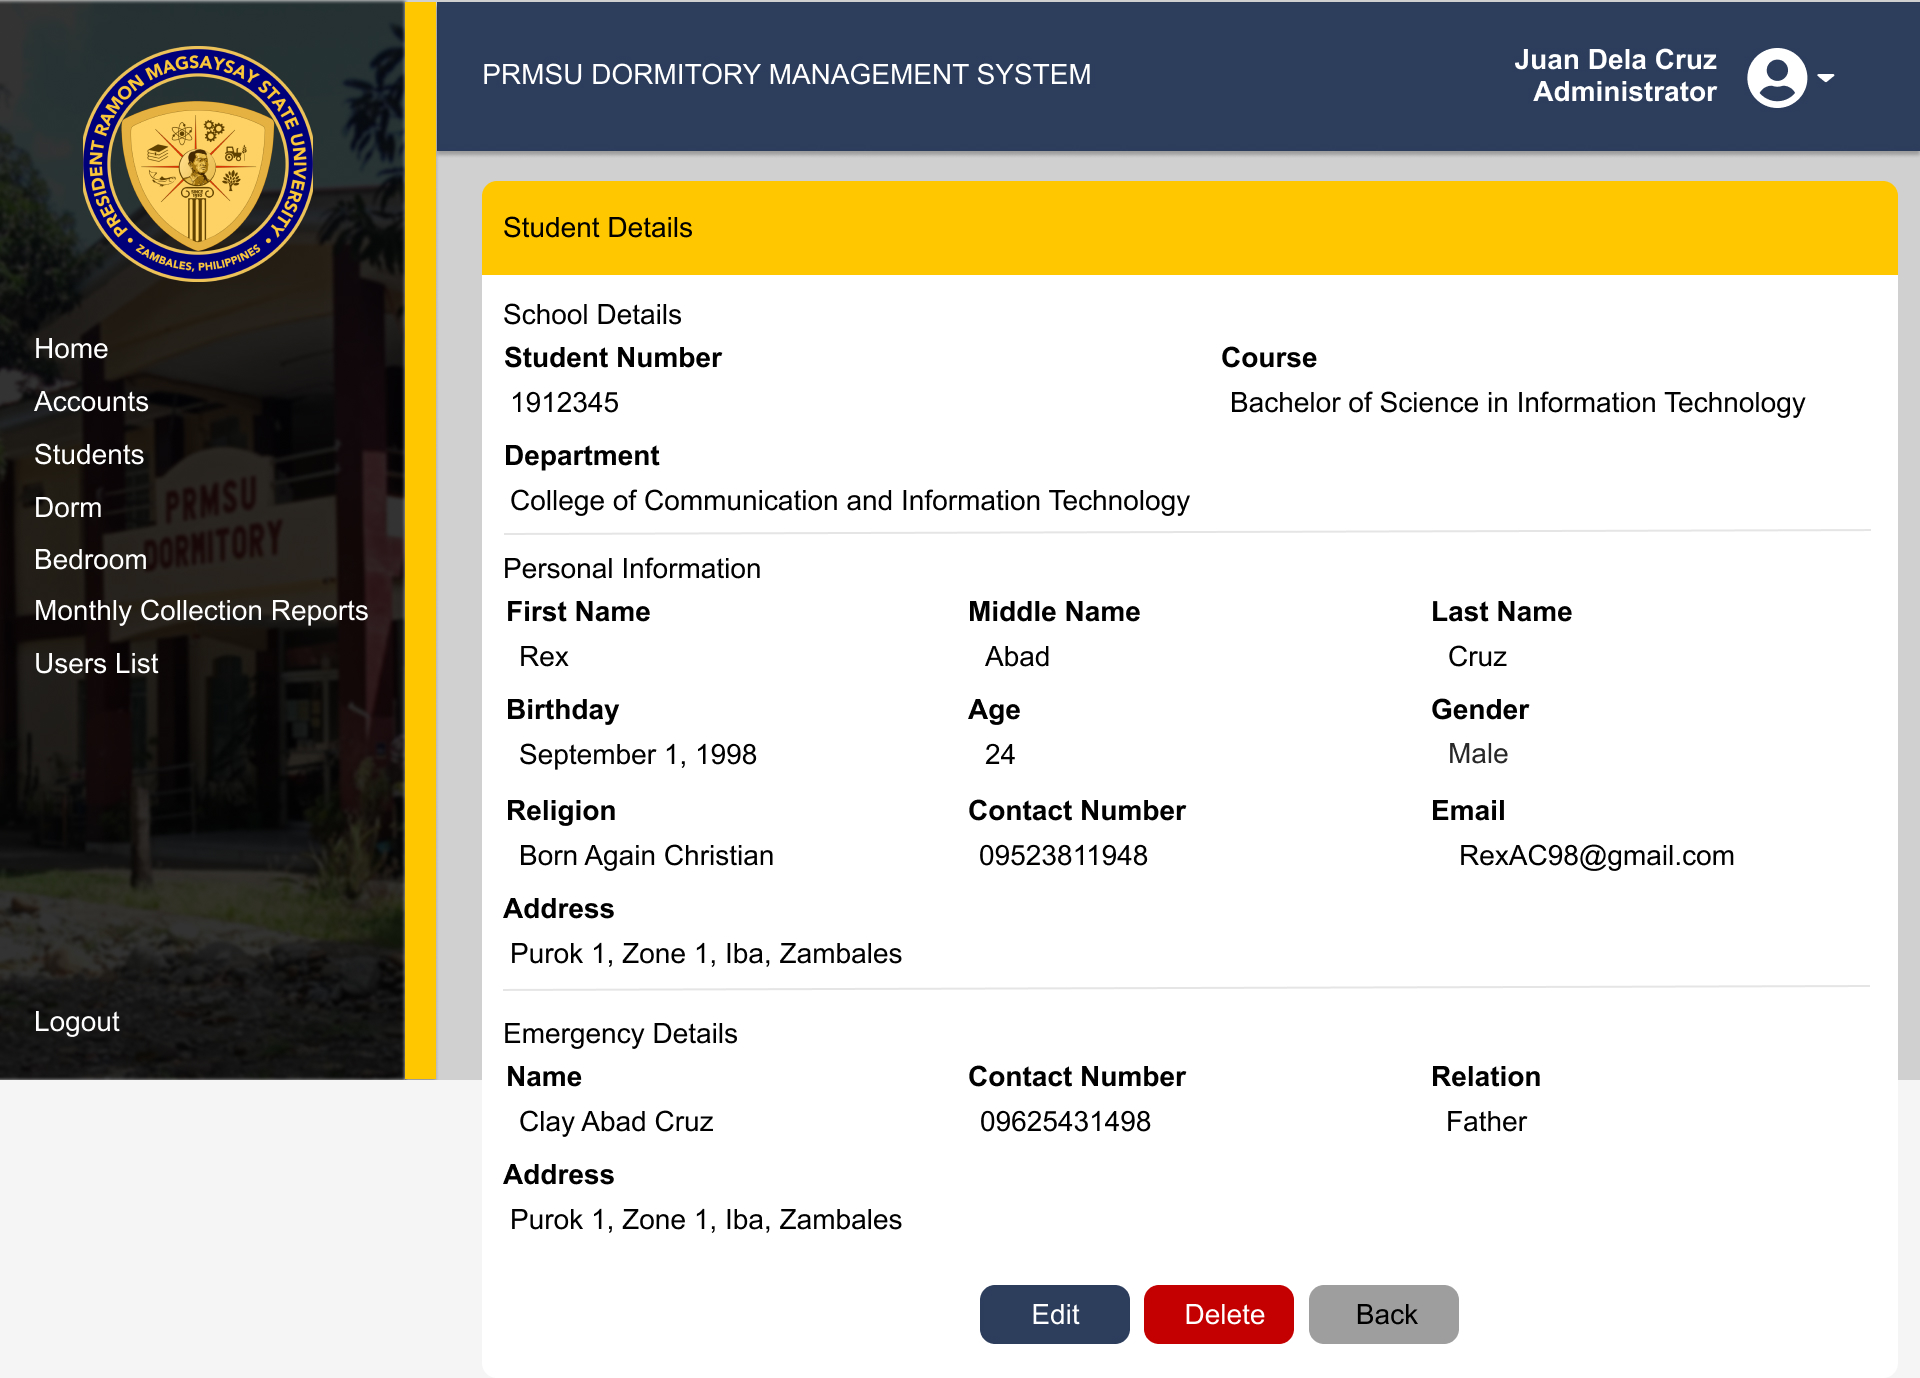 PRESIDENT RAMON MAGSAYSAY STATE UNIVERSITY
• ZAMBALES, PHILIPPINES •
Home
Accounts
Students
Dorm
Bedroom
Monthly Collection Reports
Users List
Logout
PRMSU
DORMITORY
PRMSU DORMITORY MANAGEMENT SYSTEM
Juan Dela Cruz
Administrator
Student Details
School Details
Student Number Course
1912345 Bachelor of Science in Information Technology
Department
College of Communication and Information Technology
Personal Information
First Name Middle Name Last Name
Rex Abad Cruz
Birthday Age Gender
September 1, 1998 24 Male
Religion Contact Number Email
Born Again Christian 09523811948 RexAC98@gmail.com
Address
Purok 1, Zone 1, Iba, Zambales
Emergency Details
Name Contact Number Relation
Clay Abad Cruz 09625431498 Father
Address
Purok 1, Zone 1, Iba, Zambales
Edit Delete Back